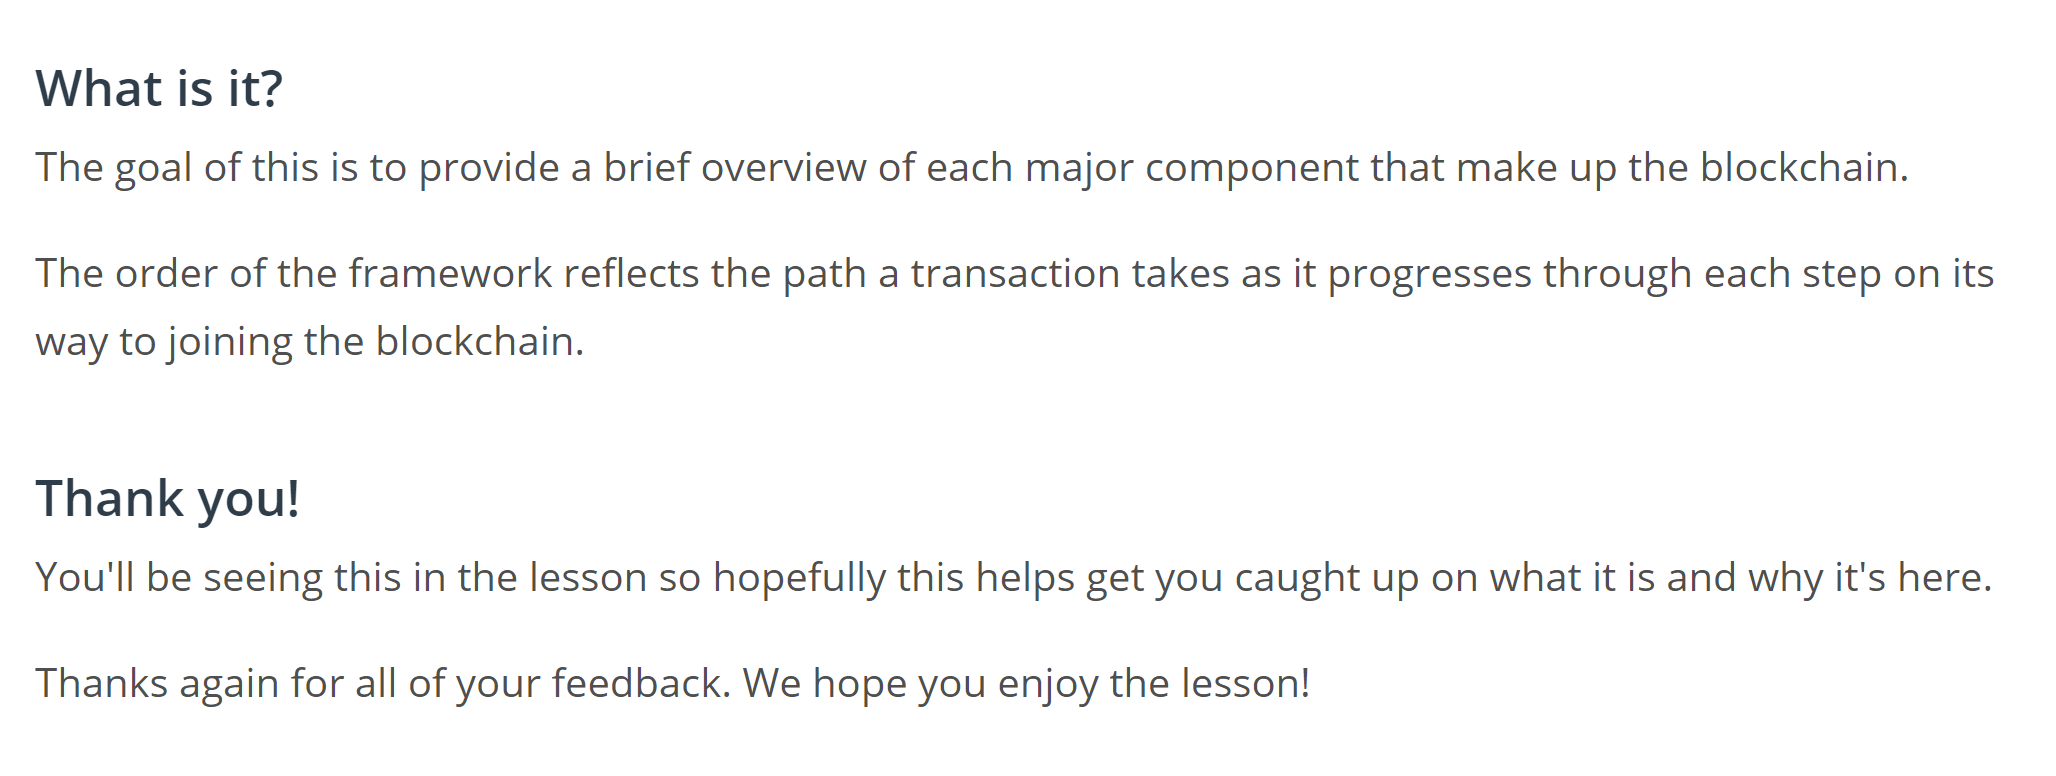 What is it?
The goal of this is to provide a brief overview of each major component that make up the blockchain.
The order of the framework reflects the path a transaction takes as it progresses through each step on its
way to joining the blockchain.
Thank you!
You'll be seeing this in the lesson so hopefully this helps get you caught up on what it is and why it's here.
Thanks again for all of your feedback. We hope you enjoy the lesson!